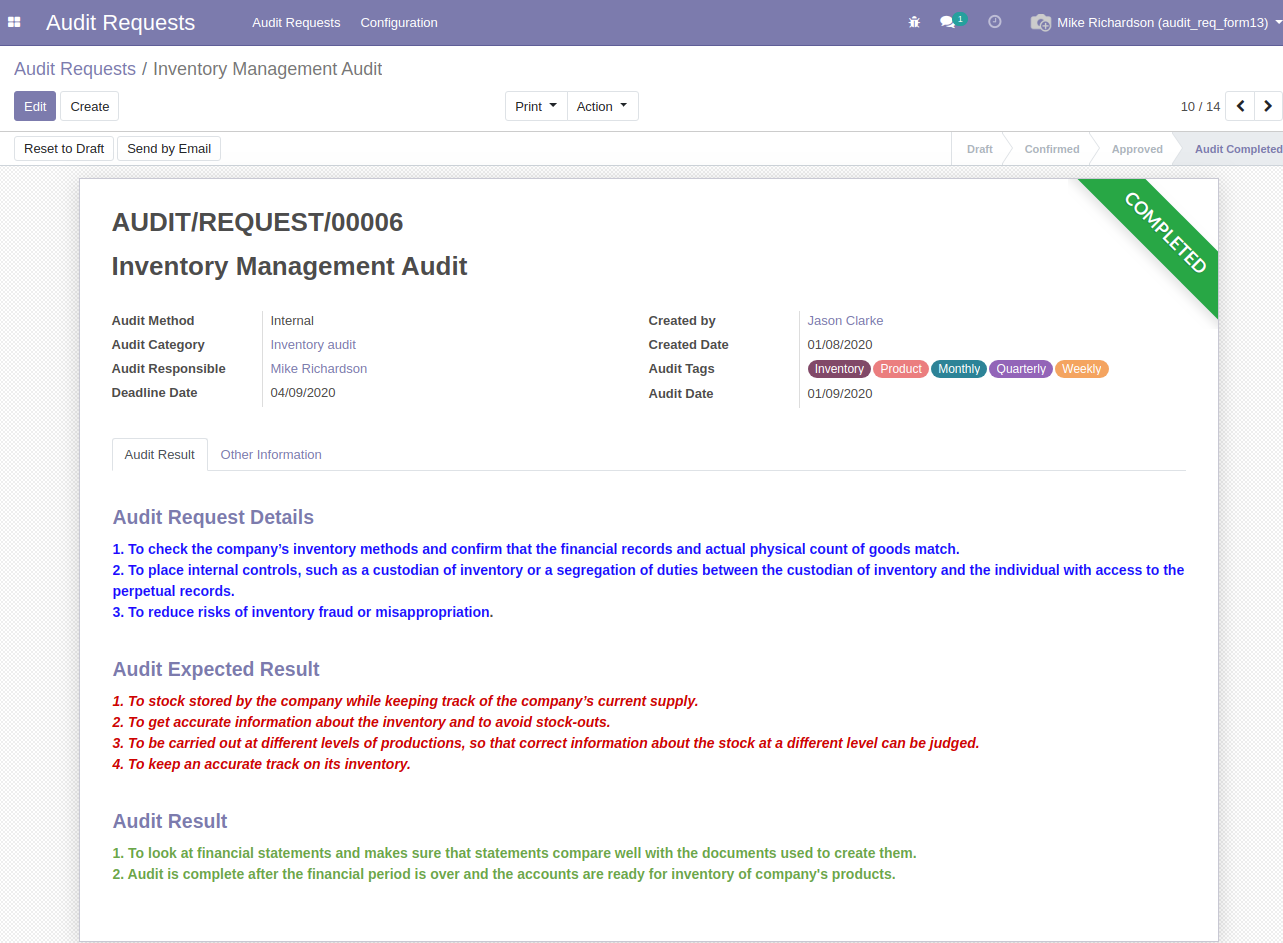 Audit Requests Audit Requests Configuration 1 Mike Richardson (audit_req_form13)
Audit Requests / Inventory Management Audit
Edit Create Print Action 10 / 14
Reset to Draft Send by Email Draft Confirmed Approved Audit Completed
COMPLETED
AUDIT/REQUEST/00006
Inventory Management Audit
Audit Method Internal Created by Jason Clarke
Audit Category Inventory audit Created Date 01/08/2020
Audit Responsible Mike Richardson Audit Tags Inventory Product Monthly Quarterly Weekly
Deadline Date 04/09/2020 Audit Date 01/09/2020
Audit Result Other Information
Audit Request Details
1. To check the company’s inventory methods and confirm that the financial records and actual physical count of goods match.
2. To place internal controls, such as a custodian of inventory or a segregation of duties between the custodian of inventory and the individual with access to the
perpetual records.
3. To reduce risks of inventory fraud or misappropriation.
Audit Expected Result
1. To stock stored by the company while keeping track of the company’s current supply.
2. To get accurate information about the inventory and to avoid stock-outs.
3. To be carried out at different levels of productions, so that correct information about the stock at a different level can be judged.
4. To keep an accurate track on its inventory.
Audit Result
1. To look at financial statements and makes sure that statements compare well with the documents used to create them.
2. Audit is complete after the financial period is over and the accounts are ready for inventory of company's products.